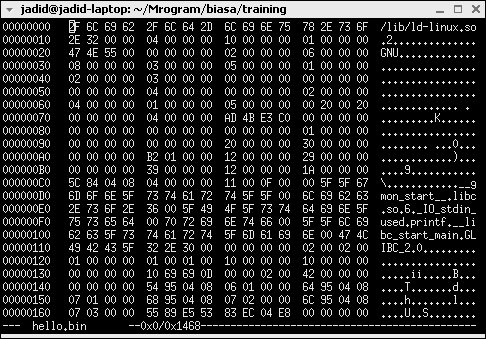 jadid@jadid-laptop:~/Mrogram/biasa/training
00000000 2F 6C 69 62 2F 6C 64 2D 6C 69 6E 75 78 2E 73 6F /lib/ld-linux.so
00000010 2E 32 00 00 04 00 00 00 10 00 00 00 01 00 00 00 .2..............
00000020 47 4E 55 00 00 00 00 00 02 00 00 00 06 00 00 00 GNU.............
00000030 08 00 00 00 03 00 00 00 05 00 00 00 01 00 00 00 ................
00000040 02 00 00 00 03 00 00 00 00 00 00 00 00 00 00 00 ................
00000050 00 00 00 00 04 00 00 00 02 00 00 00 00 00 00 00 ................
00000060 04 00 00 00 01 00 00 00 05 00 00 00 00 20 00 20 ............. .
00000070 00 00 00 00 04 00 00 00 AD 4B E3 C0 00 00 00 00 .........K......
00000080 00 00 00 00 00 00 00 00 00 00 00 00 01 00 00 00 ................
00000090 00 00 00 00 00 00 00 00 20 00 00 00 30 00 00 00 ........ ...0...
000000A0 00 00 00 00 B2 01 00 00 12 00 00 00 29 00 00 00 ............)...
000000B0 00 00 00 00 39 00 00 00 12 00 00 00 1A 00 00 00 ....9...........
000000C0 5C 84 04 08 04 00 00 00 11 00 0F 00 00 5F 5F 67 \............__g
000000D0 6D 6F 6E 5F 73 74 61 72 74 5F 5F 00 6C 69 62 63 mon_start__.libc
000000E0 2E 73 6F 2E 36 00 5F 49 4F 5F 73 74 64 69 6E 5F .so.6._IO_stdin_
000000F0 75 73 65 64 00 70 72 69 6E 74 66 00 5F 5F 6C 69 used.printf.__li
00000100 62 63 5F 73 74 61 72 74 5F 6D 61 69 6E 00 47 4C bc_start_main.GL
00000110 49 42 43 5F 32 2E 30 00 00 00 00 00 02 00 02 00 IBC_2.0.........
00000120 01 00 00 00 01 00 01 00 10 00 00 00 10 00 00 00 ................
00000130 00 00 00 00 10 69 69 0D 00 00 02 00 42 00 00 00 .....ii.....B...
00000140 00 00 00 00 54 95 04 08 06 01 00 00 64 95 04 08 ....T.......d...
00000150 07 01 00 00 68 95 04 08 07 02 00 00 6C 95 04 08 ....h.......l...
00000160 07 03 00 00 55 89 E5 53 83 EC 04 E8 00 00 00 00 ....U..S........
--- hello.bin --0x0/0x1468---